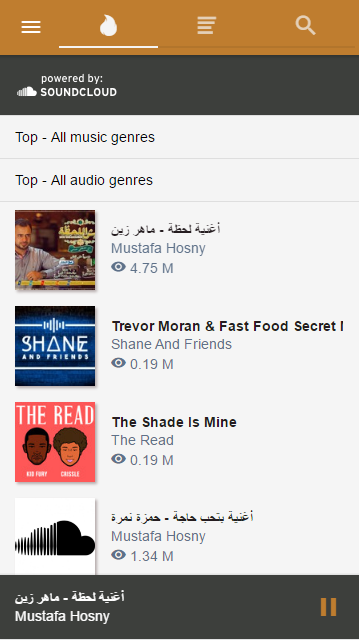 powered by:
SOUNDCLOUD
Top - All music genres
Top - All audio genres
أغنية لحظة - ماهر زين
Mustafa Hosny
4.75 M
SHANE
AND FRIENDS
Trevor Moran & Fast Food Secret
Shane And Friends
0.19 M
THE READ
KID FURY CRISSLE
The Shade Is Mine
The Read
0.19 M
أغنية بتحب حاجة - حمزة نمرة
Mustafa Hosny
1.34 M
أغنية لحظة - ماهر زين
Mustafa Hosny